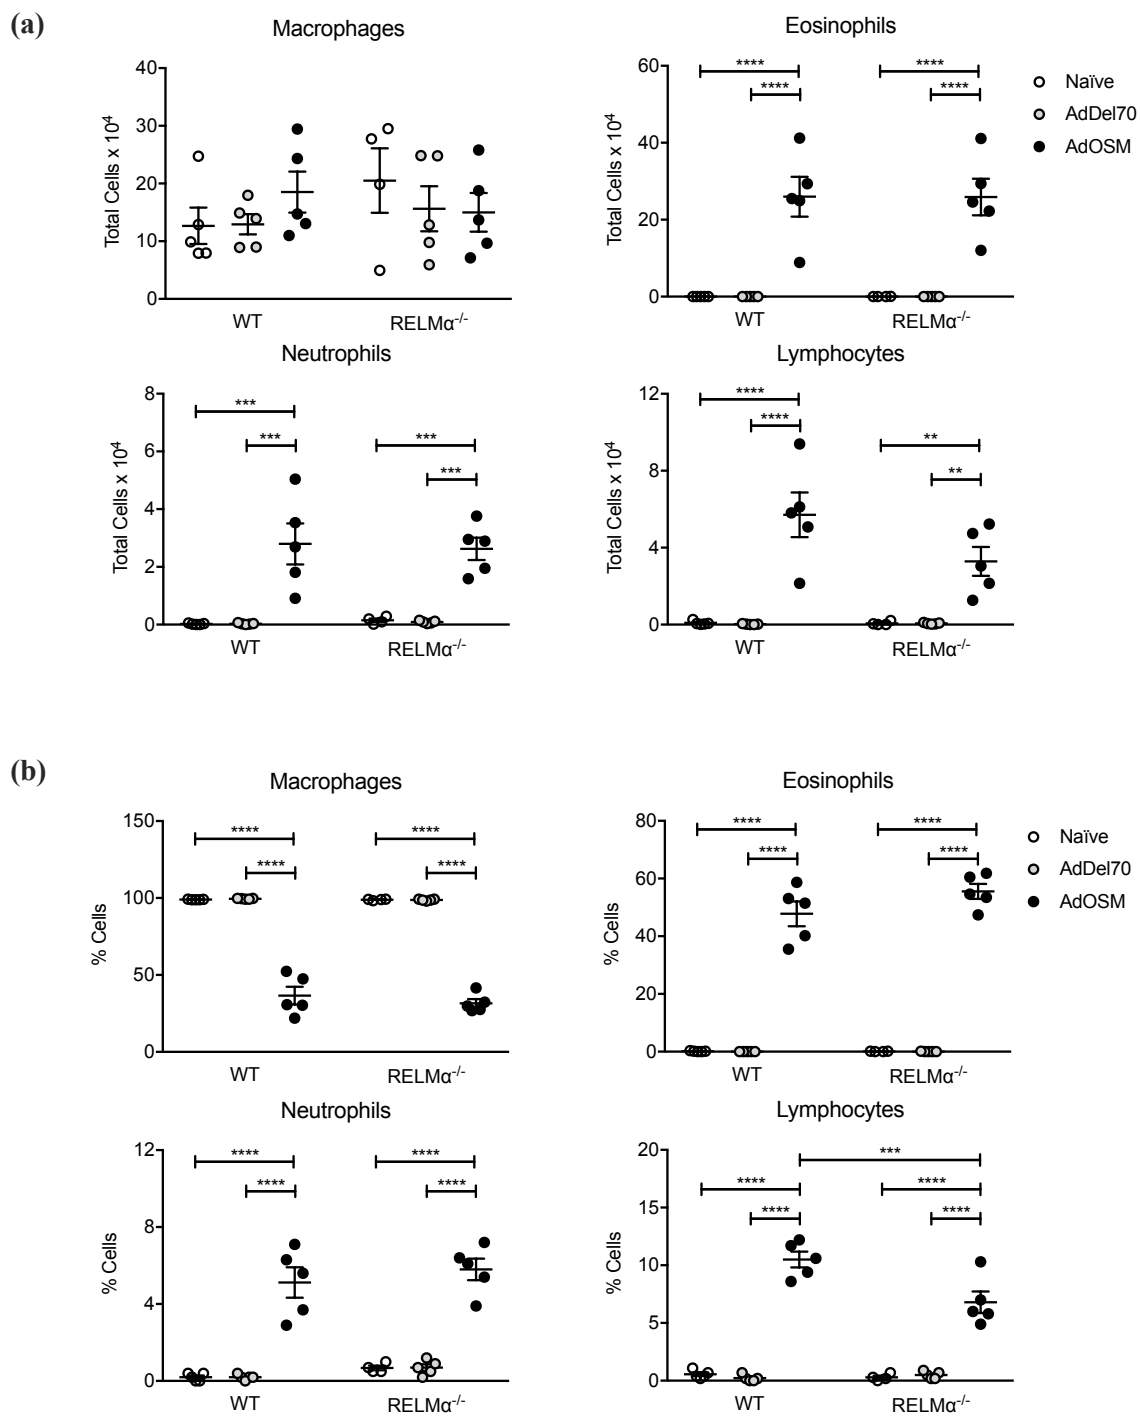 (a)
Macrophages
Total Cells x 10⁴
40
30
20
10
0
WT
RELMα⁻/⁻
Eosinophils
Total Cells x 10⁴
60
40
20
0
****
****
****
****
WT
RELMα⁻/⁻
Naïve
AdDel70
AdOSM
Neutrophils
Total Cells x 10⁴
8
6
4
2
0
***
***
***
***
WT
RELMα⁻/⁻
Lymphocytes
Total Cells x 10⁴
12
8
4
0
****
****
**
**
WT
RELMα⁻/⁻
(b)
Macrophages
% Cells
150
100
50
0
****
****
****
****
WT
RELMα⁻/⁻
Eosinophils
% Cells
80
60
40
20
0
****
****
****
****
WT
RELMα⁻/⁻
Naïve
AdDel70
AdOSM
Neutrophils
% Cells
12
8
4
0
****
****
****
****
WT
RELMα⁻/⁻
Lymphocytes
% Cells
20
15
10
5
0
***
****
****
****
****
WT
RELMα⁻/⁻